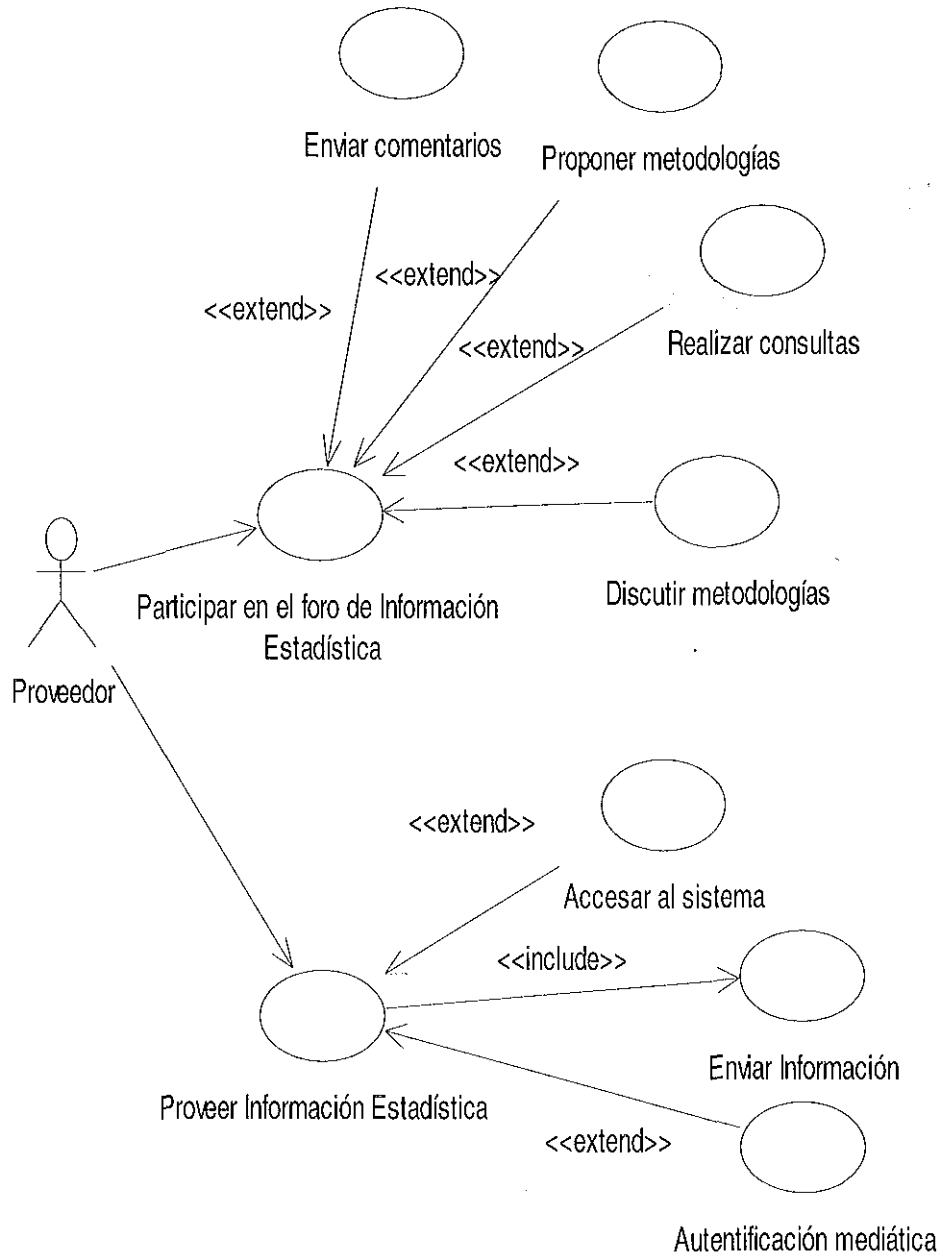 Enviar comentarios
Proponer metodologías
<<extend>>
<<extend>>
<<extend>>
Realizar consultas
<<extend>>
Participar en el foro de Información
Estadística
Discutir metodologías
Proveedor
<<extend>>
Accesar al sistema
<<include>>
Enviar Información
Proveer Información Estadística
<<extend>>
Autentificación mediática